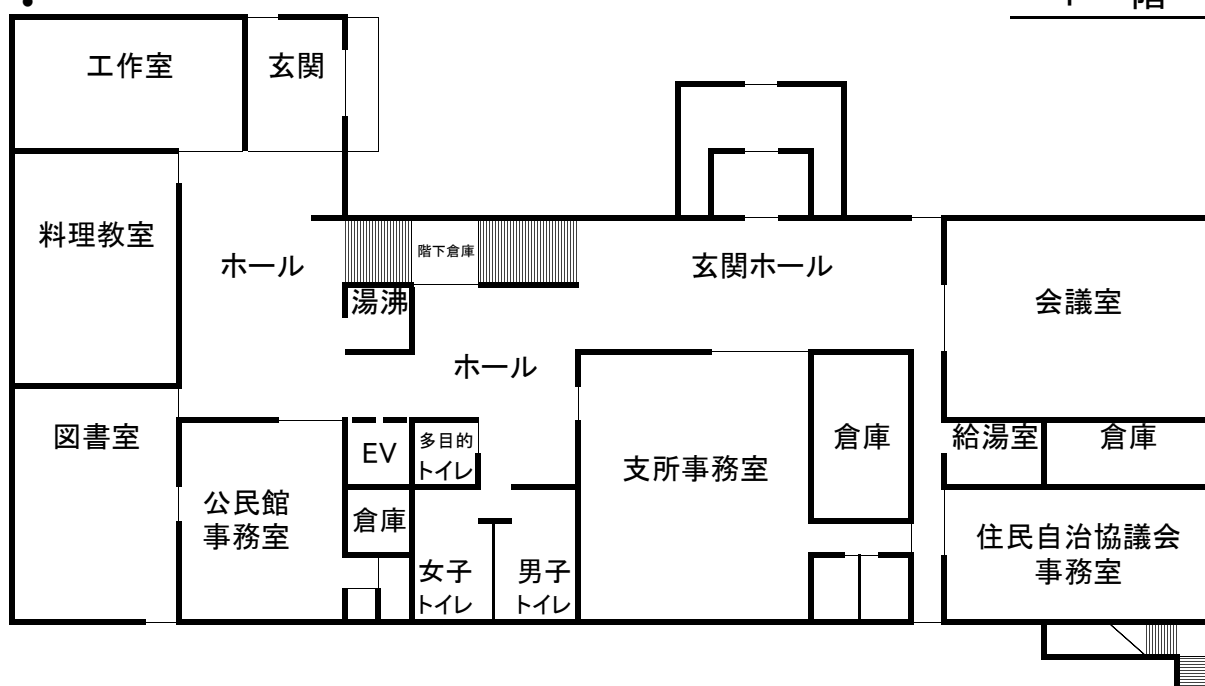 階
工作室
玄関
料理教室
ホール
階下倉庫
玄関ホール
湯沸
会議室
ホール
図書室
EV
多目的
トイレ
支所事務室
倉庫
給湯室
倉庫
公民館
事務室
倉庫
女子
トイレ
男子
トイレ
住民自治協議会
事務室